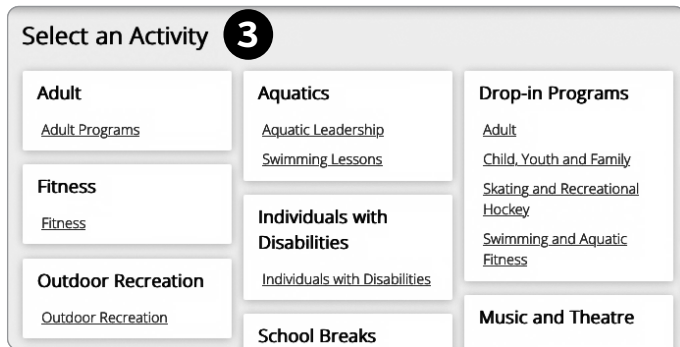 Select an Activity 3
Adult
Adult Programs
Fitness
Fitness
Outdoor Recreation
Outdoor Recreation
Aquatics
Aquatic Leadership
Swimming Lessons
Individuals with
Disabilities
Individuals with Disabilities
School Breaks
Drop-in Programs
Adult
Child, Youth and Family
Skating and Recreational
Hockey
Swimming and Aquatic
Fitness
Music and Theatre